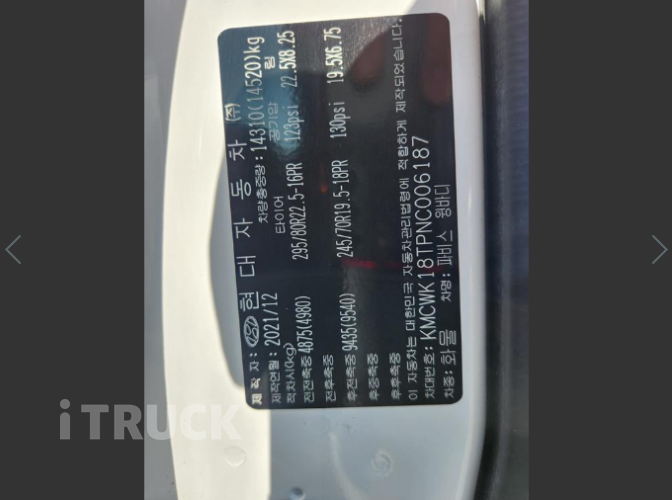 제작자: 현대자동차(주)
제작연월: 2021/12 차량총중량: 14310(14520)kg
적차시(kg) 타이어 공기압 림
전전축중 4875(4980) 295/80R22.5-16PR 123psi 22.5X8.25
전후축중
후전축중 9435(9540) 245/70R19.5-18PR 130psi 19.5X6.75
후중축중
후후축중
이 자동차는 대한민국 자동차관리법령에 적합하게 제작되었습니다.
차대번호: KMCWK18TPNC006187
차종: 화물 차명: 파비스 윙바디
iTRUCK